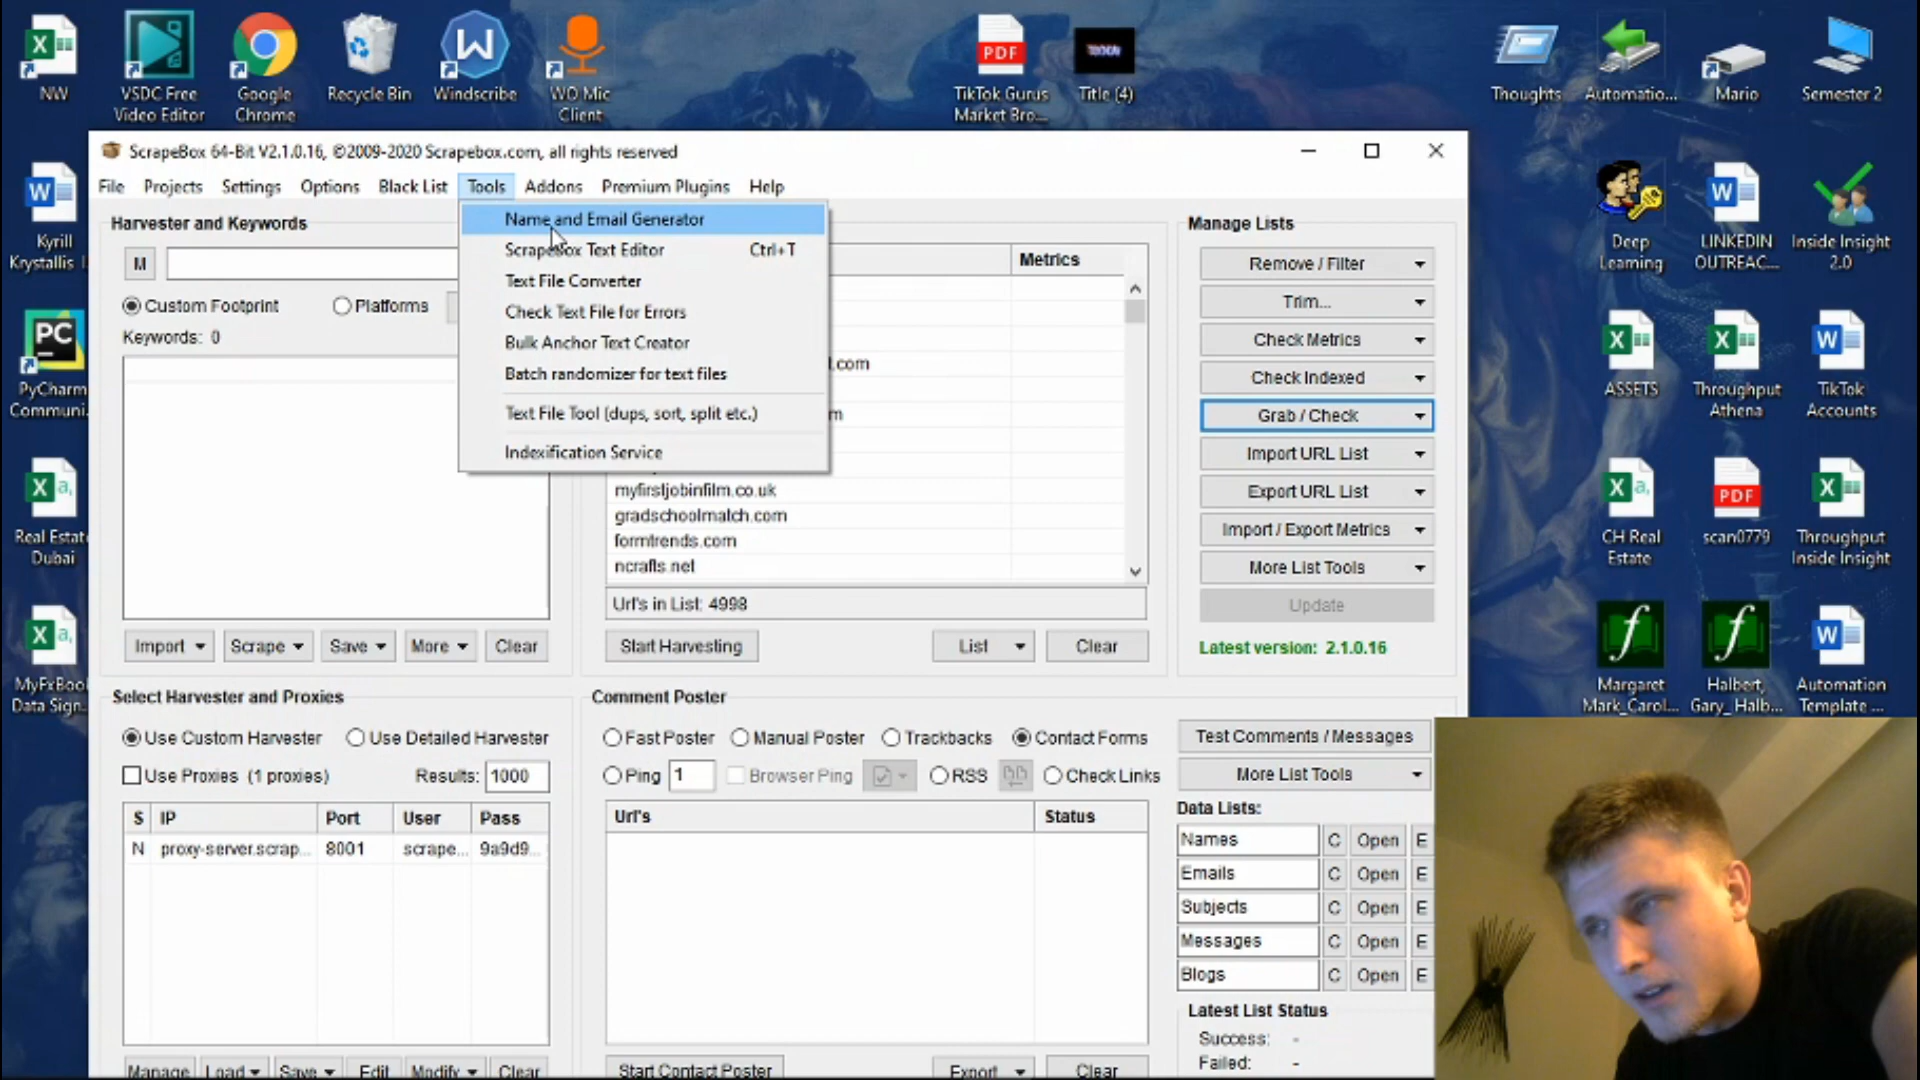 NW
VSDC Free
Video Editor
Google
Chrome
Recycle Bin
Windscribe
WO Mic
Client
PDF
TikTok Gurus
Market Bro...
Title (4)
Thoughts
Automatio...
Mario
Semester 2
ScrapeBox 64-Bit V2.1.0.16, ©2009-2020 Scrapebox.com, all rights reserved
File Projects Settings Options Black List Tools Addons Premium Plugins Help
Name and Email Generator
ScrapeBox Text Editor Ctrl+T
Text File Converter
Check Text File for Errors
Bulk Anchor Text Creator
Batch randomizer for text files
Text File Tool (dups, sort, split etc.)
Indexification Service
Harvester and Keywords
M
Custom Footprint
Platforms
Keywords: 0
Import
Scrape
Save
More
Clear
Metrics
.com
myfirstjobinfilm.co.uk
gradschoolmatch.com
formtrends.com
ncrafts.net
Url's in List: 4998
Start Harvesting
List
Clear
Manage Lists
Remove / Filter
Trim...
Check Metrics
Check Indexed
Grab / Check
Import URL List
Export URL List
Import / Export Metrics
More List Tools
Update
Latest version: 2.1.0.16
Select Harvester and Proxies
Use Custom Harvester
Use Detailed Harvester
Use Proxies (1 proxies)
Results: 1000
S IP Port User Pass
N proxy-server.scrap... 8001 scrape... 9a9d9...
Manage Load Save Edit Modify Clear
Comment Poster
Fast Poster
Manual Poster
Trackbacks
Contact Forms
Ping 1
Browser Ping
RSS
Check Links
Url's
Status
Start Contact Poster
Export
Clear
Test Comments / Messages
More List Tools
Data Lists:
Names C Open E
Emails C Open E
Subjects C Open E
Messages C Open E
Blogs C Open E
Latest List Status
Success: -
Failed: -
Kyrill
Krystallis
PC
PyCharm
Communi...
Real Estat
Dubai
MyFxBool
Data Sign...
Deep
Learning
LINKEDIN
OUTREAC...
Inside Insight
2.0
ASSETS
Throughput
Athena
TikTok
Accounts
CH Real
Estate
PDF
scan0779
Throughput
Inside Insight
Margaret
Mark_Carol...
Halbert,
Gary_Halb...
Automation
Template ...